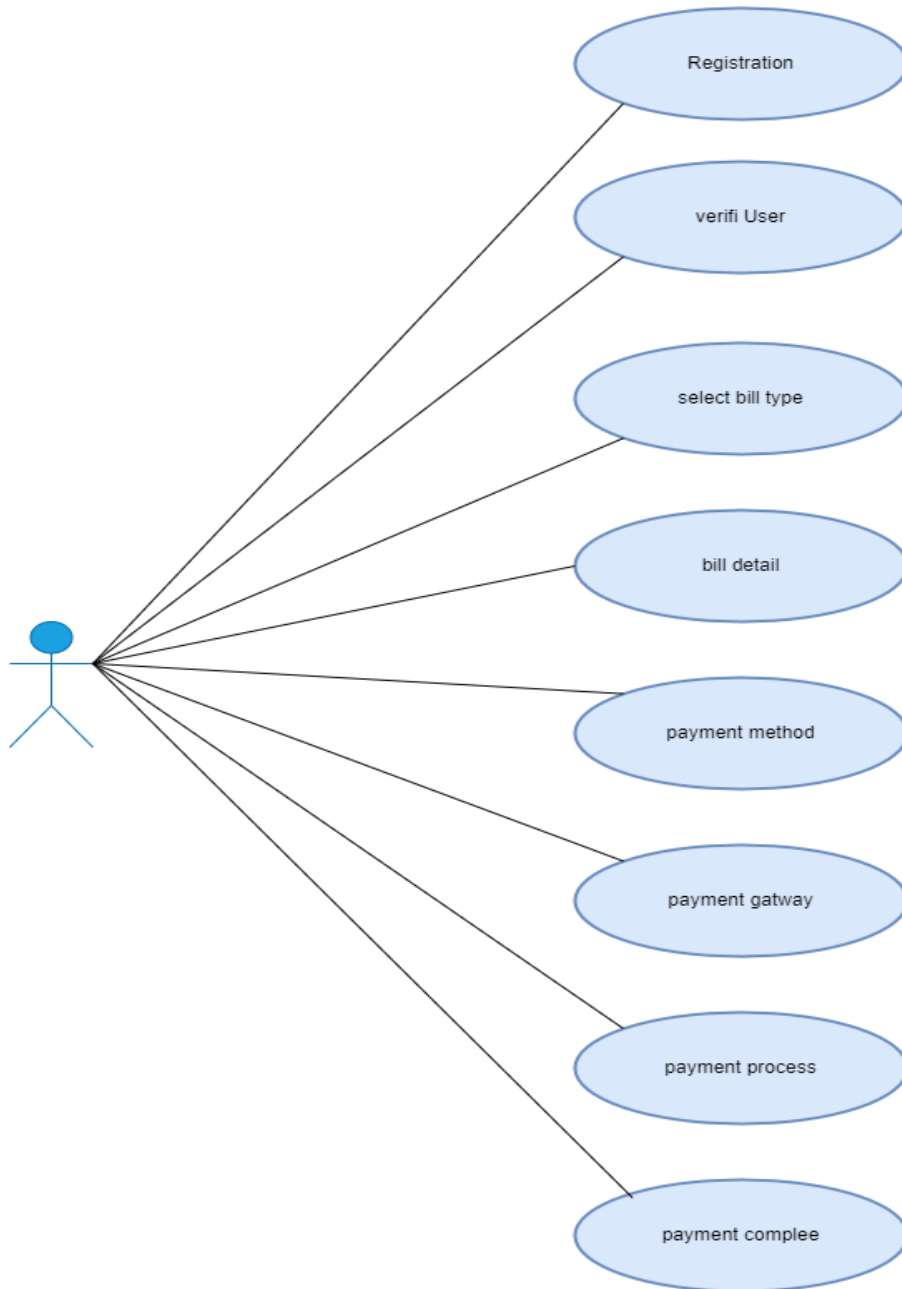 Registration
verifi User
select bill type
bill detail
payment method
payment gatway
payment process
payment complee